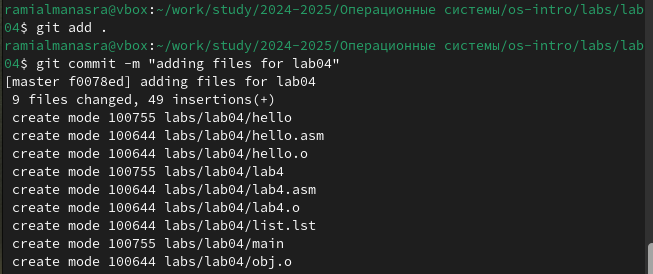 ramialmanasra@vbox:~/work/study/2024-2025/Операционные системы/os-intro/labs/lab
04$ git add .
ramialmanasra@vbox:~/work/study/2024-2025/Операционные системы/os-intro/labs/lab
04$ git commit -m "adding files for lab04"
[master f0078ed] adding files for lab04
 9 files changed, 49 insertions(+)
 create mode 100755 labs/lab04/hello
 create mode 100644 labs/lab04/hello.asm
 create mode 100644 labs/lab04/hello.o
 create mode 100755 labs/lab04/lab4
 create mode 100644 labs/lab04/lab4.asm
 create mode 100644 labs/lab04/lab4.o
 create mode 100644 labs/lab04/list.lst
 create mode 100755 labs/lab04/main
 create mode 100644 labs/lab04/obj.o